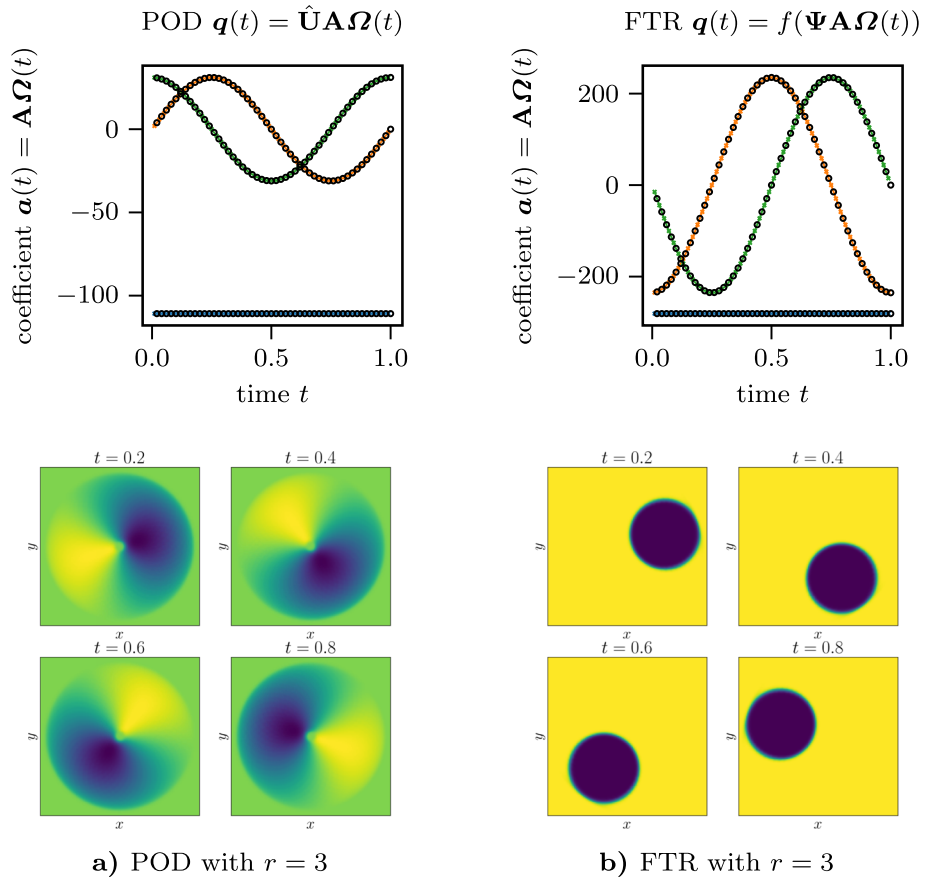 POD q(t) = ÛAΩ(t)
coefficient a(t) = AΩ(t)
0
−50
−100
0.0 0.5 1.0
time t
FTR q(t) = f(ΨAΩ(t))
coefficient a(t) = AΩ(t)
200
0
−200
0.0 0.5 1.0
time t
t = 0.2
y
x
t = 0.4
y
x
t = 0.6
y
x
t = 0.8
y
x
a) POD with r = 3
t = 0.2
y
x
t = 0.4
y
x
t = 0.6
y
x
t = 0.8
y
x
b) FTR with r = 3